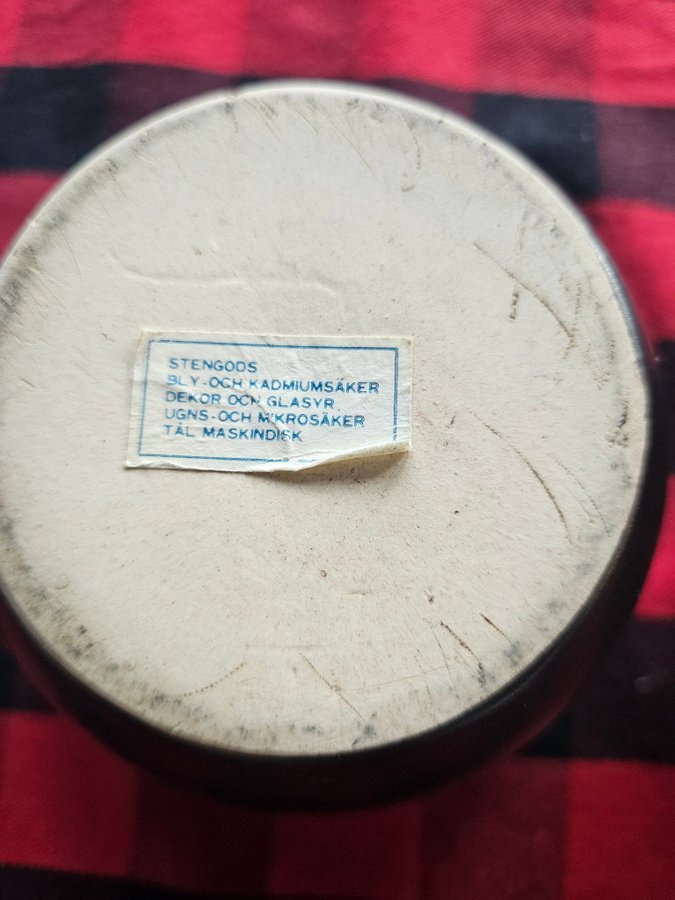 STENGODS
BLY-OCH KADMIUMSÄKER
DEKOR OCH GLASYR.
UGNS-OCH MIKROSÄKER
TÅL MASKINDISK